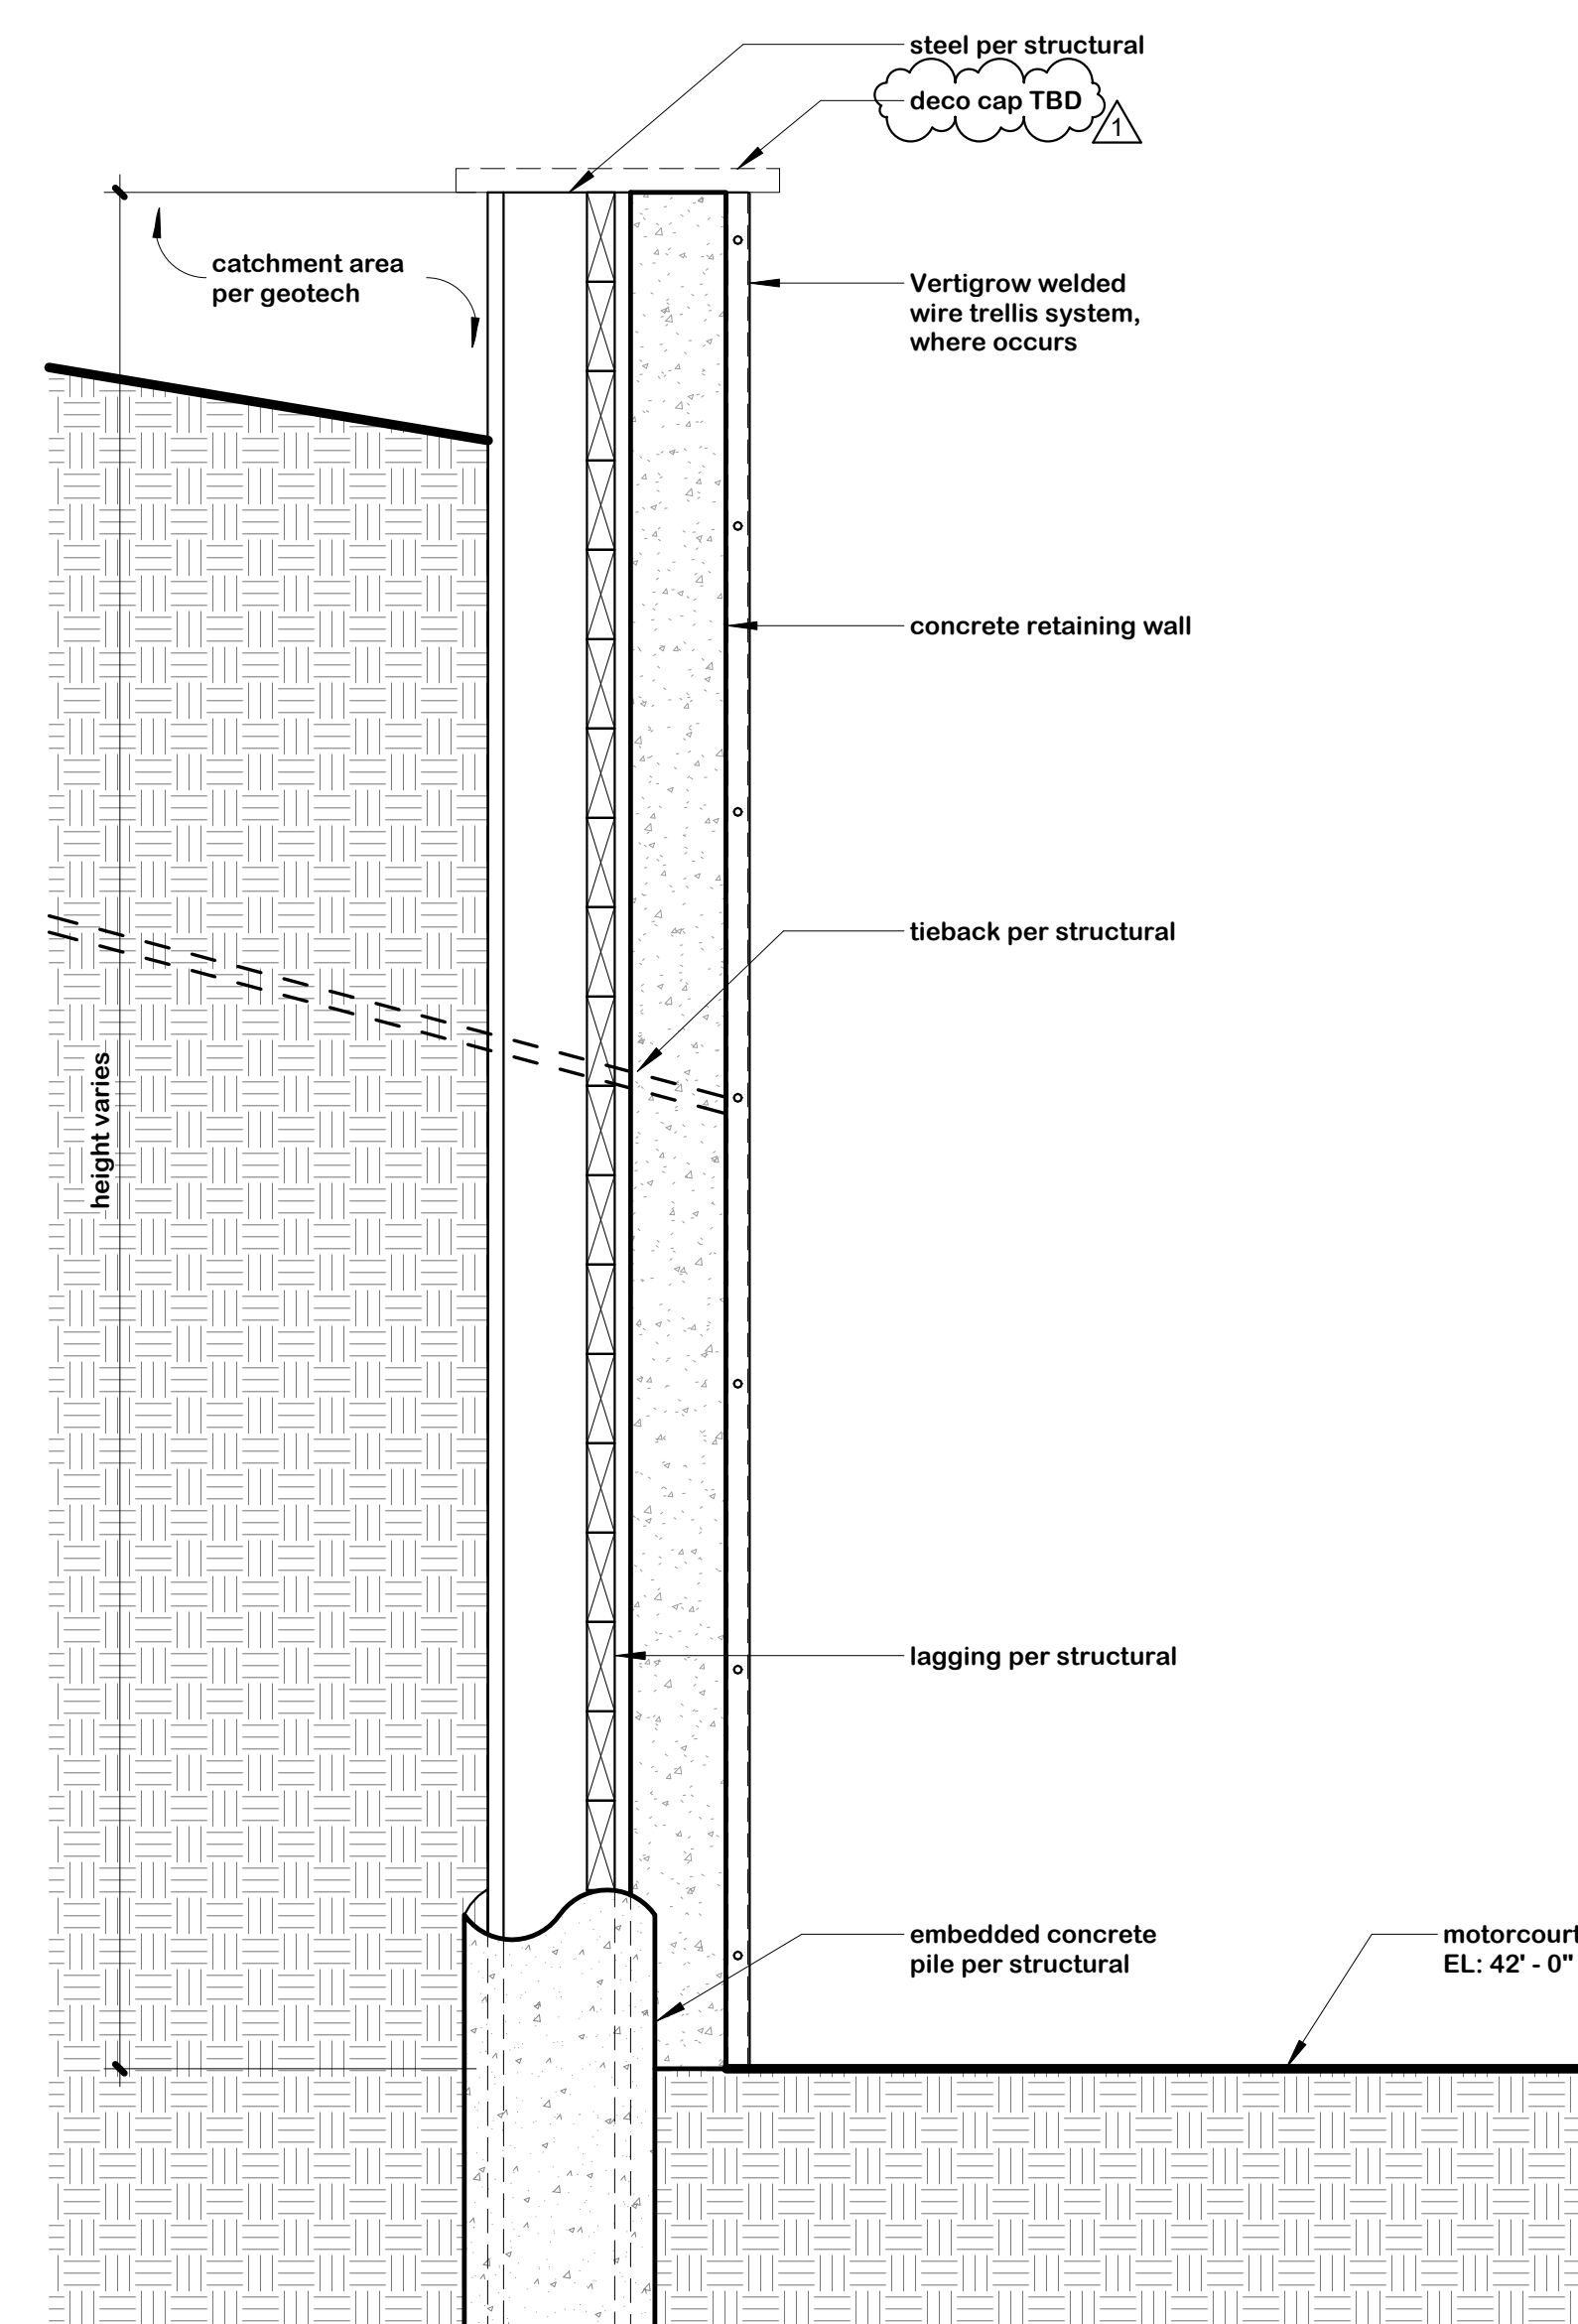 steel per structural
deco cap TBD
1
catchment area
per geotech
Vertigrow welded
wire trellis system,
where occurs
concrete retaining wall
tieback per structural
height varies
lagging per structural
embedded concrete
pile per structural
motorcourt
EL: 42' - 0"